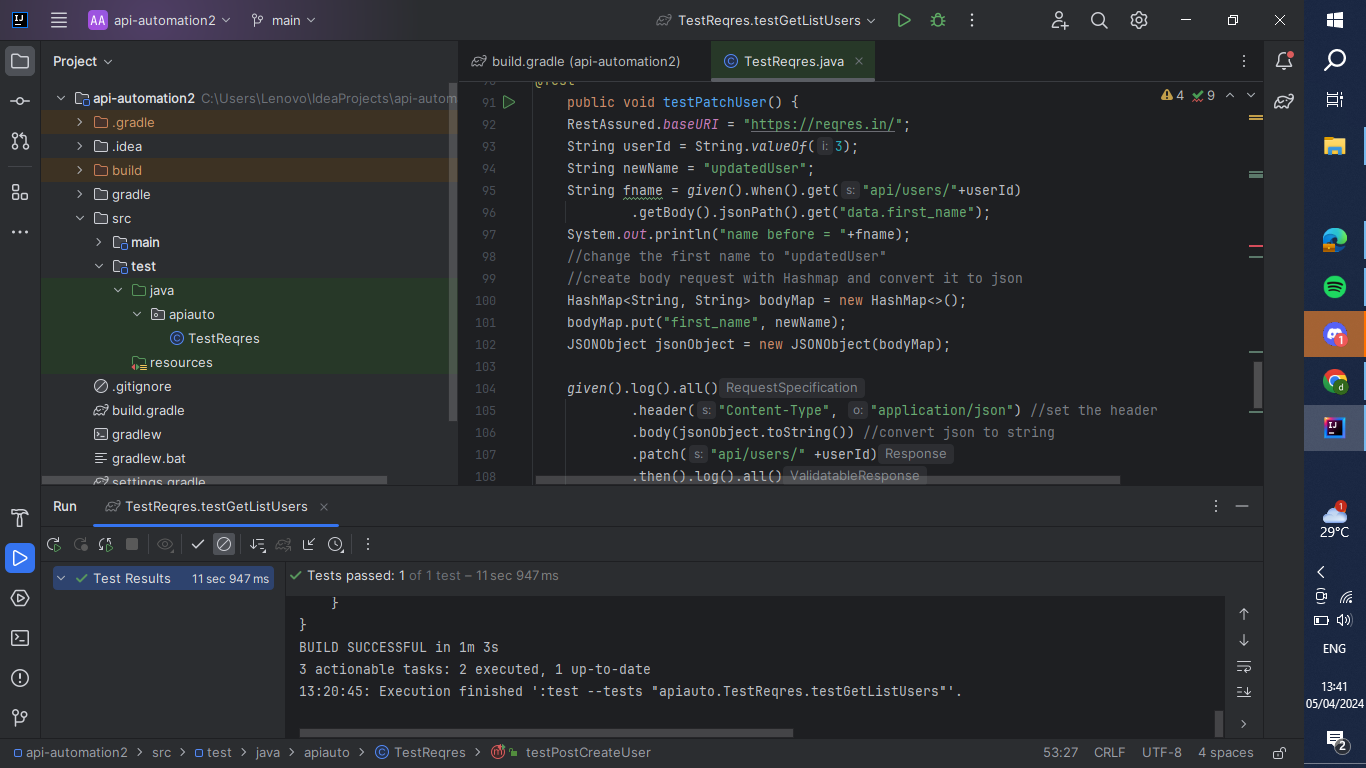 AA api-automation2 main TestReqres.testGetListUsers
Project
build.gradle (api-automation2)
TestReqres.java
api-automation2 C:\Users\Lenovo\IdeaProjects\api-autom
.gradle
.idea
build
gradle
src
main
test
java
apiauto
TestReqres
resources
.gitignore
build.gradle
gradlew
gradlew.bat
settings.gradle
4 9
90 @Test
91 public void testPatchUser() {
92 RestAssured.baseURI = "https://reqres.in/";
93 String userId = String.valueOf( i: 3);
94 String newName = "updatedUser";
95 String fname = given().when().get( s: "api/users/"+userId)
96 .getBody().jsonPath().get("data.first_name");
97 System.out.println("name before = "+fname);
98 //change the first name to "updatedUser"
99 //create body request with Hashmap and convert it to json
100 HashMap<String, String> bodyMap = new HashMap<>();
101 bodyMap.put("first_name", newName);
102 JSONObject jsonObject = new JSONObject(bodyMap);
103
104 given().log().all() RequestSpecification
105 .header( s: "Content-Type", o: "application/json") //set the header
106 .body(jsonObject.toString()) //convert json to string
107 .patch( s: "api/users/" +userId) Response
108 .then().log().all() ValidatableResponse
Run TestReqres.testGetListUsers
Test Results 11 sec 947 ms
Tests passed: 1 of 1 test – 11 sec 947 ms
}
}
BUILD SUCCESSFUL in 1m 3s
3 actionable tasks: 2 executed, 1 up-to-date
13:20:45: Execution finished ':test --tests "apiauto.TestReqres.testGetListUsers"'.
api-automation2 > src > test > java > apiauto > TestReqres > testPostCreateUser
53:27 CRLF UTF-8 4 spaces
1
1
29°C
ENG
13:41
05/04/2024
2